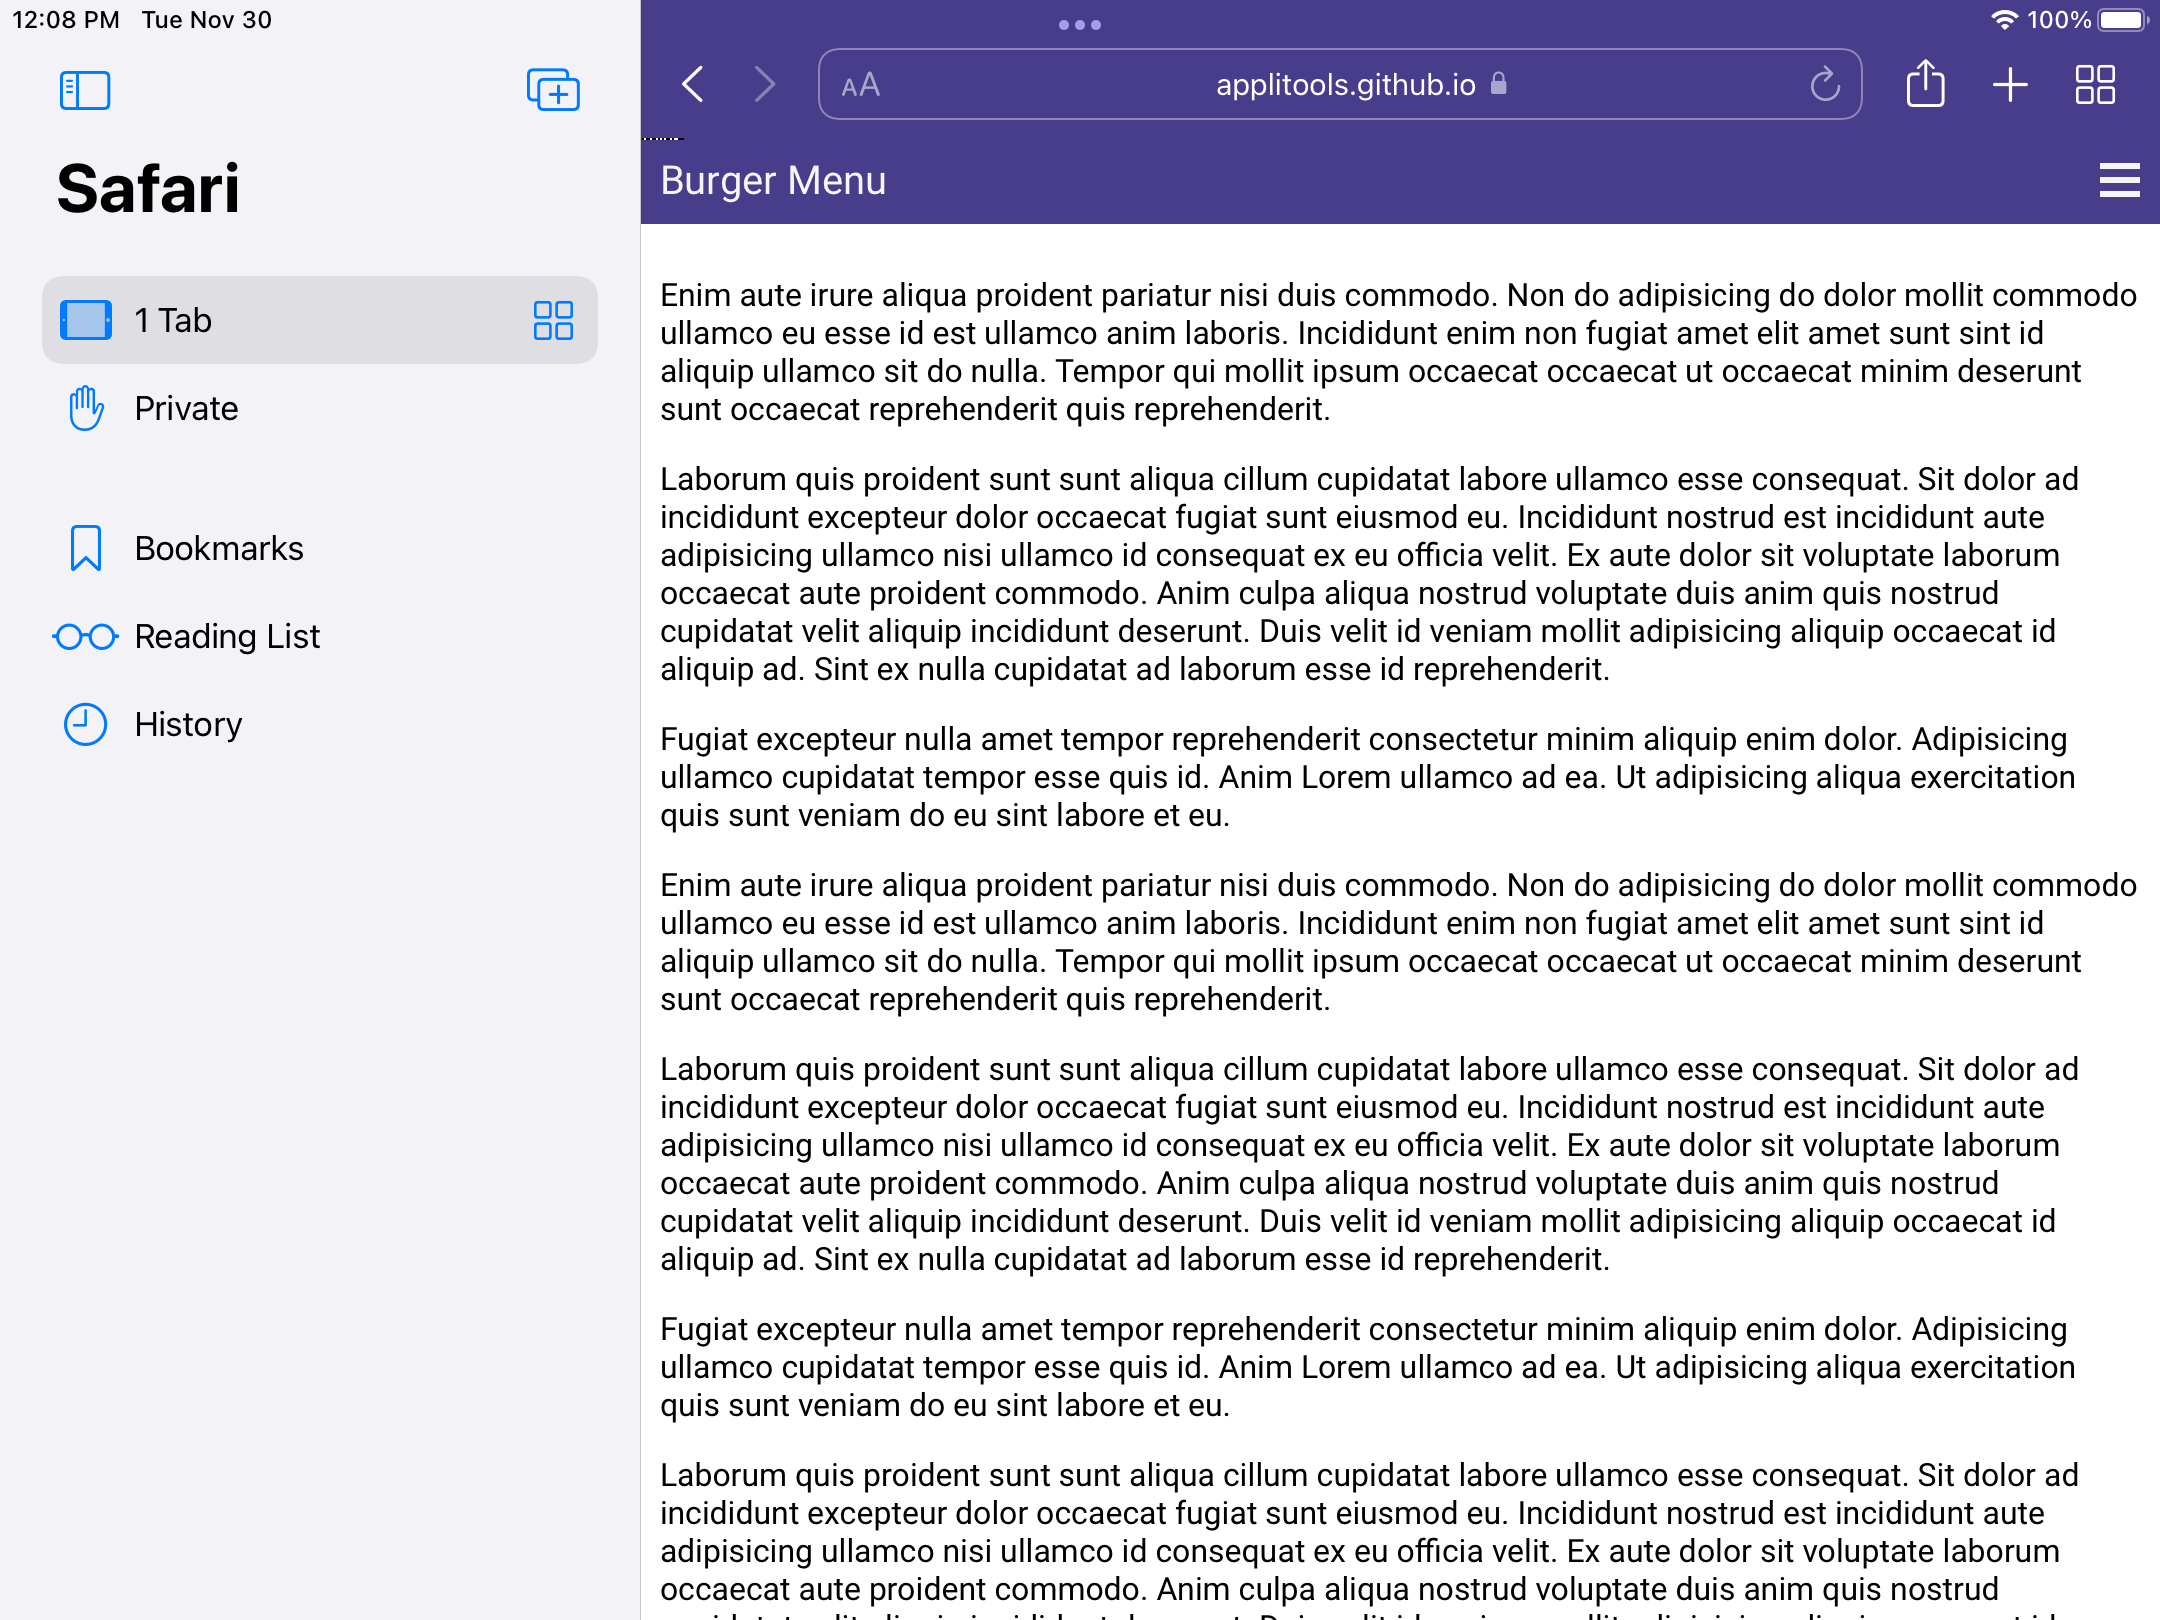 12:08 PM Tue Nov 30
100%
Safari
1 Tab
Private
Bookmarks
Reading List
History
AA
applitools.github.io
Burger Menu
Enim aute irure aliqua proident pariatur nisi duis commodo. Non do adipisicing do dolor mollit commodo
ullamco eu esse id est ullamco anim laboris. Incididunt enim non fugiat amet elit amet sunt sint id
aliquip ullamco sit do nulla. Tempor qui mollit ipsum occaecat occaecat ut occaecat minim deserunt
sunt occaecat reprehenderit quis reprehenderit.
Laborum quis proident sunt sunt aliqua cillum cupidatat labore ullamco esse consequat. Sit dolor ad
incididunt excepteur dolor occaecat fugiat sunt eiusmod eu. Incididunt nostrud est incididunt aute
adipisicing ullamco nisi ullamco id consequat ex eu officia velit. Ex aute dolor sit voluptate laborum
occaecat aute proident commodo. Anim culpa aliqua nostrud voluptate duis anim quis nostrud
cupidatat velit aliquip incididunt deserunt. Duis velit id veniam mollit adipisicing aliquip occaecat id
aliquip ad. Sint ex nulla cupidatat ad laborum esse id reprehenderit.
Fugiat excepteur nulla amet tempor reprehenderit consectetur minim aliquip enim dolor. Adipisicing
ullamco cupidatat tempor esse quis id. Anim Lorem ullamco ad ea. Ut adipisicing aliqua exercitation
quis sunt veniam do eu sint labore et eu.
Enim aute irure aliqua proident pariatur nisi duis commodo. Non do adipisicing do dolor mollit commodo
ullamco eu esse id est ullamco anim laboris. Incididunt enim non fugiat amet elit amet sunt sint id
aliquip ullamco sit do nulla. Tempor qui mollit ipsum occaecat occaecat ut occaecat minim deserunt
sunt occaecat reprehenderit quis reprehenderit.
Laborum quis proident sunt sunt aliqua cillum cupidatat labore ullamco esse consequat. Sit dolor ad
incididunt excepteur dolor occaecat fugiat sunt eiusmod eu. Incididunt nostrud est incididunt aute
adipisicing ullamco nisi ullamco id consequat ex eu officia velit. Ex aute dolor sit voluptate laborum
occaecat aute proident commodo. Anim culpa aliqua nostrud voluptate duis anim quis nostrud
cupidatat velit aliquip incididunt deserunt. Duis velit id veniam mollit adipisicing aliquip occaecat id
aliquip ad. Sint ex nulla cupidatat ad laborum esse id reprehenderit.
Fugiat excepteur nulla amet tempor reprehenderit consectetur minim aliquip enim dolor. Adipisicing
ullamco cupidatat tempor esse quis id. Anim Lorem ullamco ad ea. Ut adipisicing aliqua exercitation
quis sunt veniam do eu sint labore et eu.
Laborum quis proident sunt sunt aliqua cillum cupidatat labore ullamco esse consequat. Sit dolor ad
incididunt excepteur dolor occaecat fugiat sunt eiusmod eu. Incididunt nostrud est incididunt aute
adipisicing ullamco nisi ullamco id consequat ex eu officia velit. Ex aute dolor sit voluptate laborum
occaecat aute proident commodo. Anim culpa aliqua nostrud voluptate duis anim quis nostrud